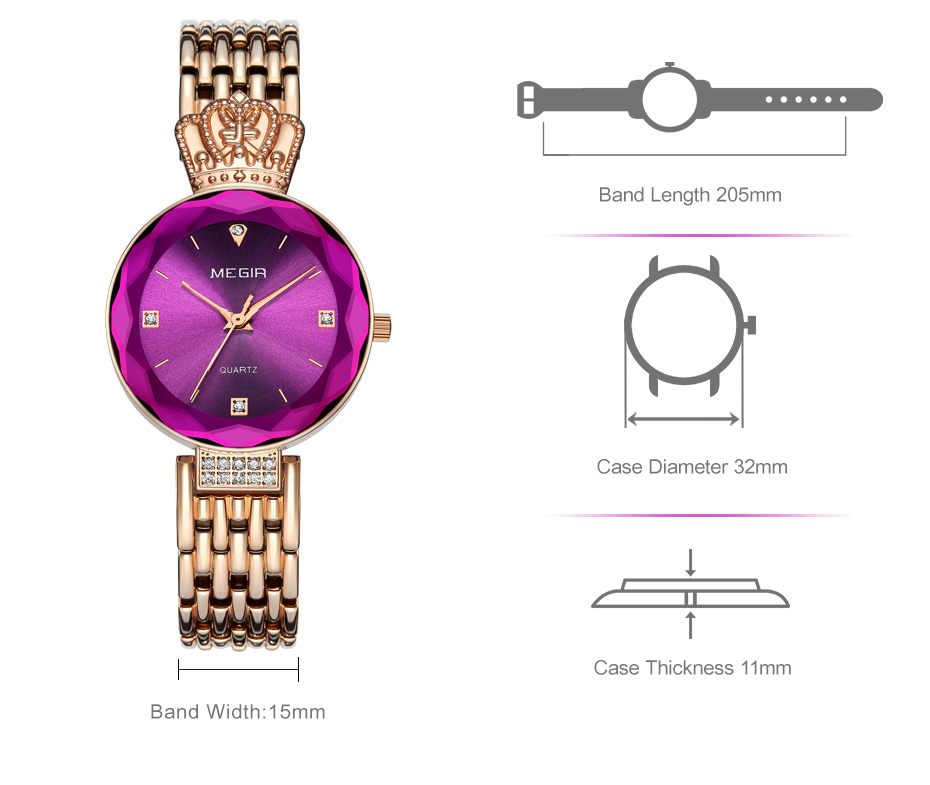 MEGIR
QUARTZ
Band Width:15mm
Band Length 205mm
Case Diameter 32mm
Case Thickness 11mm